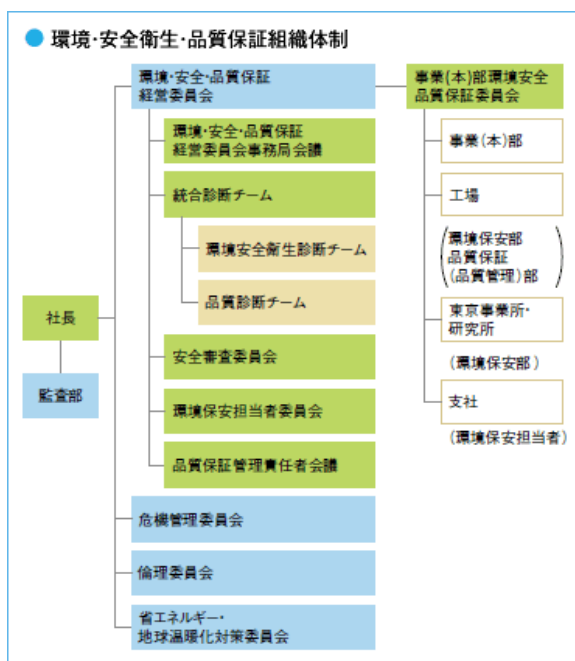 環境・安全衛生・品質保証組織体制
環境・安全・品質保証
経営委員会
環境・安全・品質保証
経営委員会事務局会議
統合診断チーム
環境安全衛生診断チーム
品質診断チーム
社長
監査部
安全審査委員会
環境保安担当者委員会
品質保証管理責任者会議
危機管理委員会
倫理委員会
省エネルギー・
地球温暖化対策委員会
事業(本)部環境安全
品質保証委員会
事業(本)部
工場
(環境保安部
品質保証
(品質管理)部)
東京事業所・
研究所
(環境保安部)
支社
(環境保安担当者)